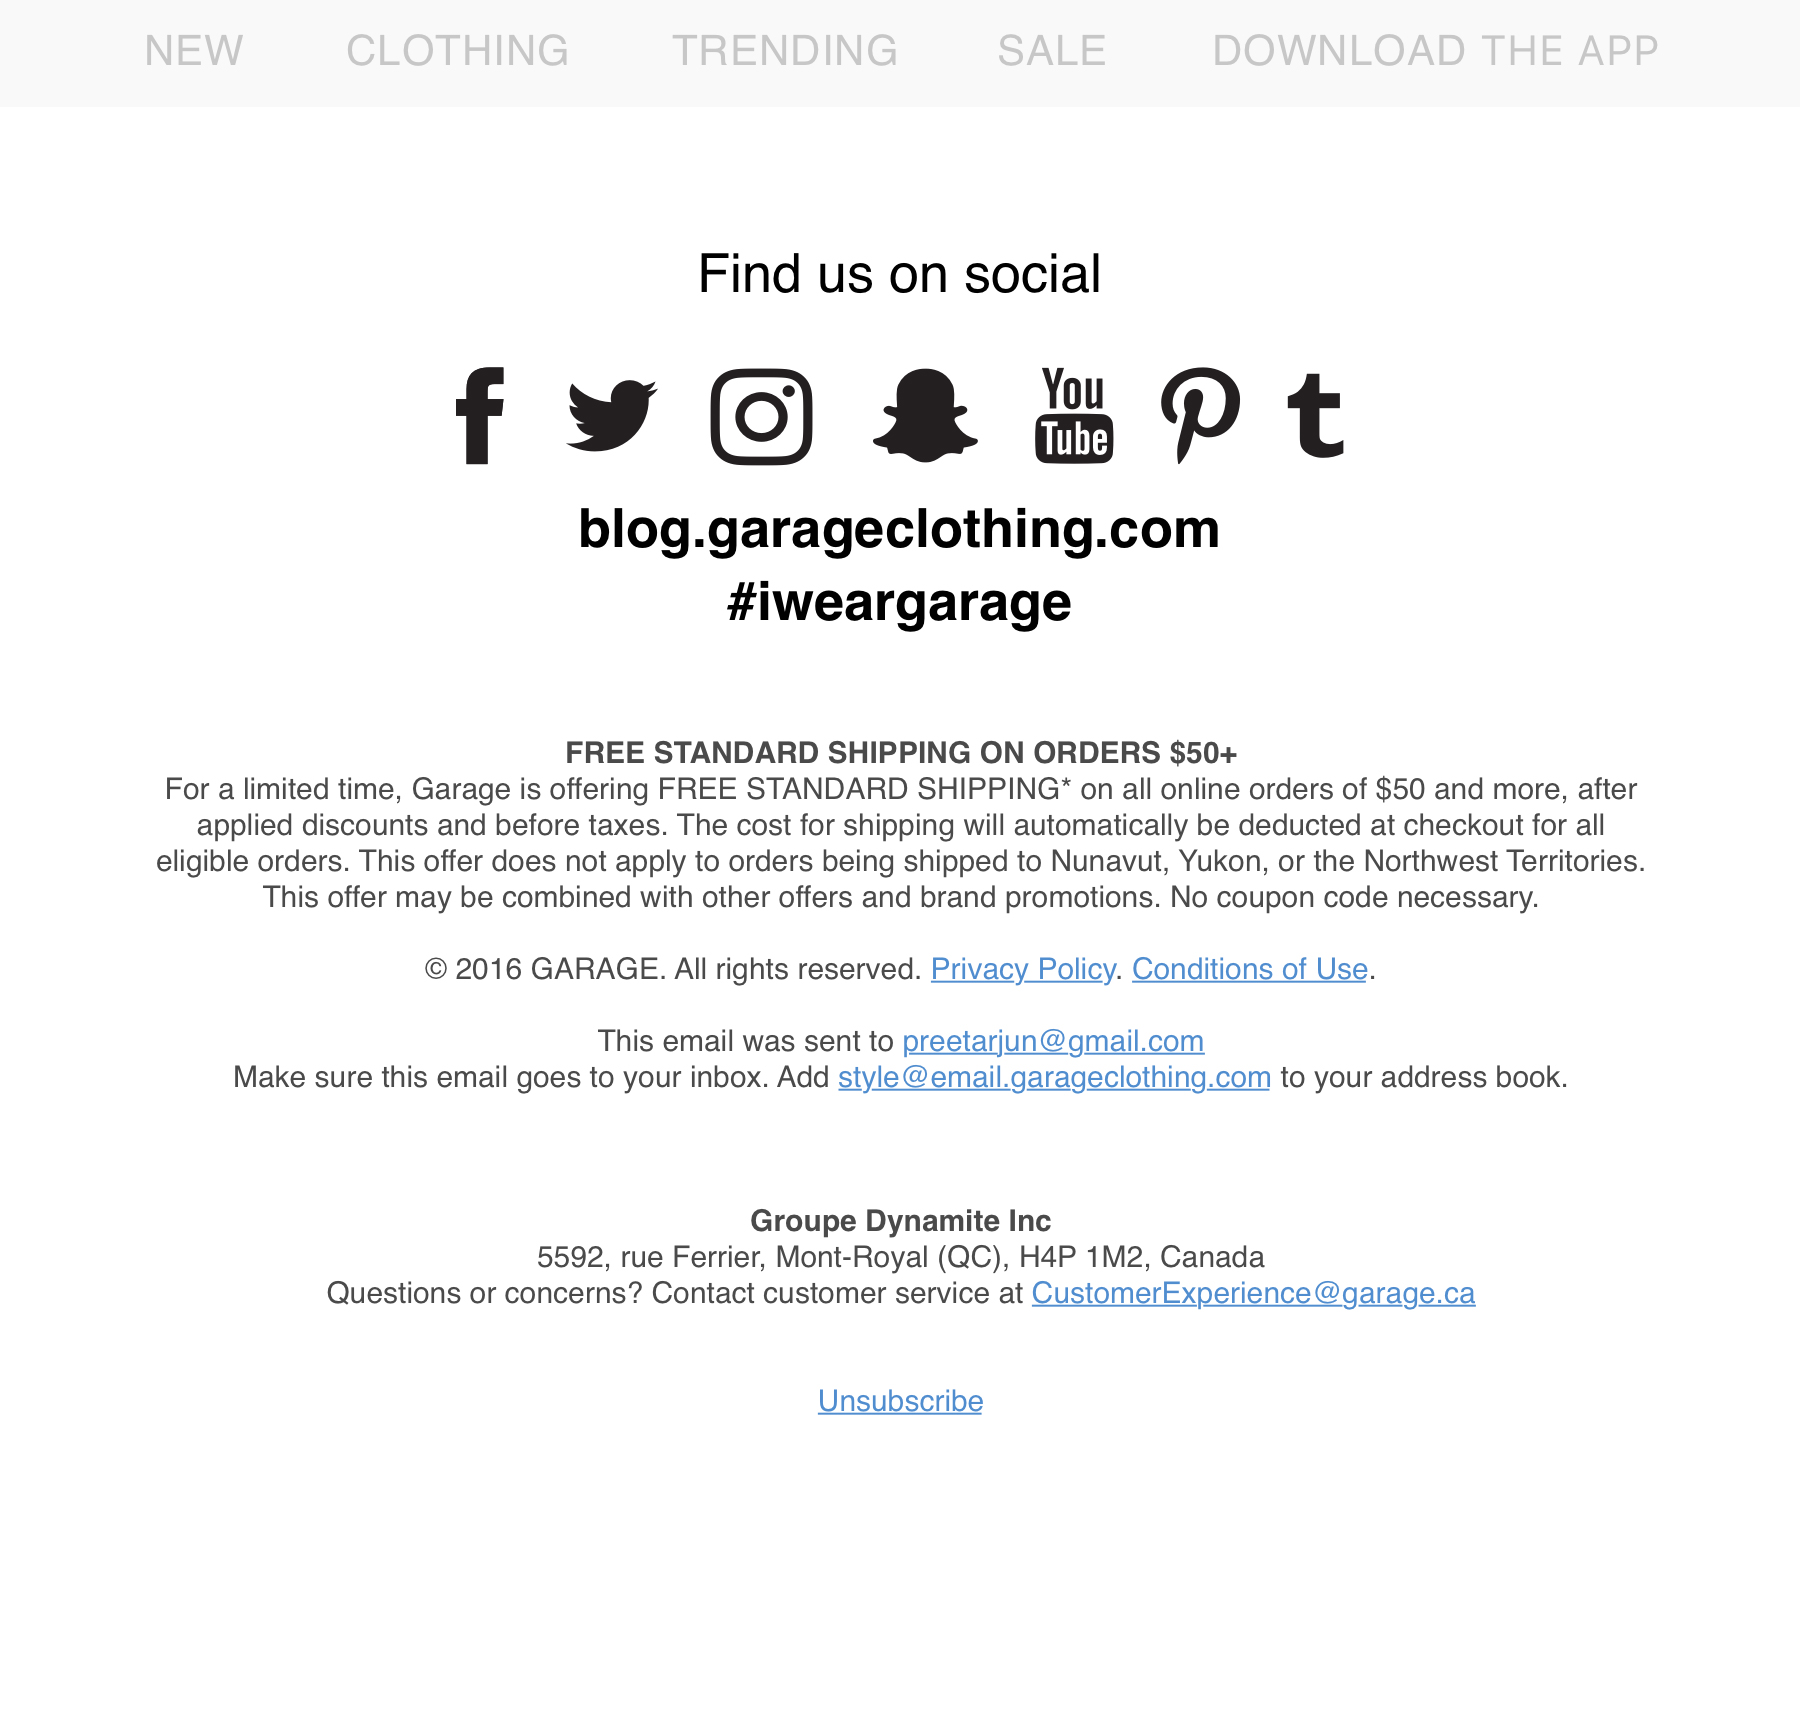 NEW CLOTHING TRENDING SALE DOWNLOAD THE APP
Find us on social
f You Tube t
blog.garageclothing.com
#iweargarage
FREE STANDARD SHIPPING ON ORDERS $50+
For a limited time, Garage is offering FREE STANDARD SHIPPING* on all online orders of $50 and more, after
applied discounts and before taxes. The cost for shipping will automatically be deducted at checkout for all
eligible orders. This offer does not apply to orders being shipped to Nunavut, Yukon, or the Northwest Territories.
This offer may be combined with other offers and brand promotions. No coupon code necessary.
© 2016 GARAGE. All rights reserved. Privacy Policy. Conditions of Use.
This email was sent to preetarjun@gmail.com
Make sure this email goes to your inbox. Add style@email.garageclothing.com to your address book.
Groupe Dynamite Inc
5592, rue Ferrier, Mont-Royal (QC), H4P 1M2, Canada
Questions or concerns? Contact customer service at CustomerExperience@garage.ca
Unsubscribe